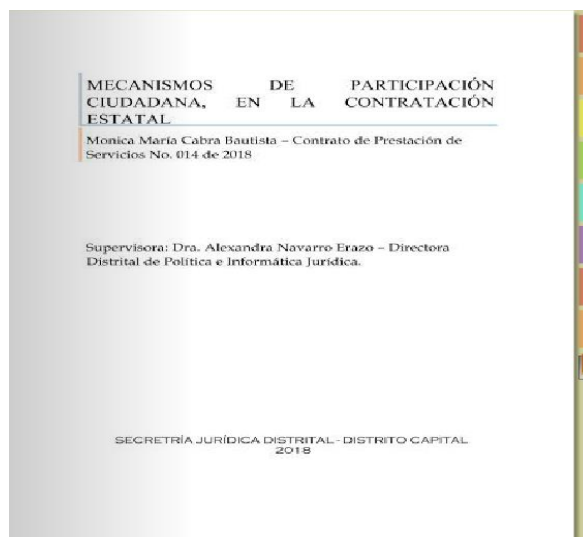 MECANISMOS DE PARTICIPACIÓN
CIUDADANA, EN LA CONTRATACIÓN
ESTATAL
Monica María Cabra Bautista – Contrato de Prestación de
Servicios No. 014 de 2018
Supervisora: Dra. Alexandra Navarro Erazo – Directora
Distrital de Política e Informática Jurídica.
SECRETRÍA JURÍDICA DISTRITAL- DISTRITO CAPITAL
2018